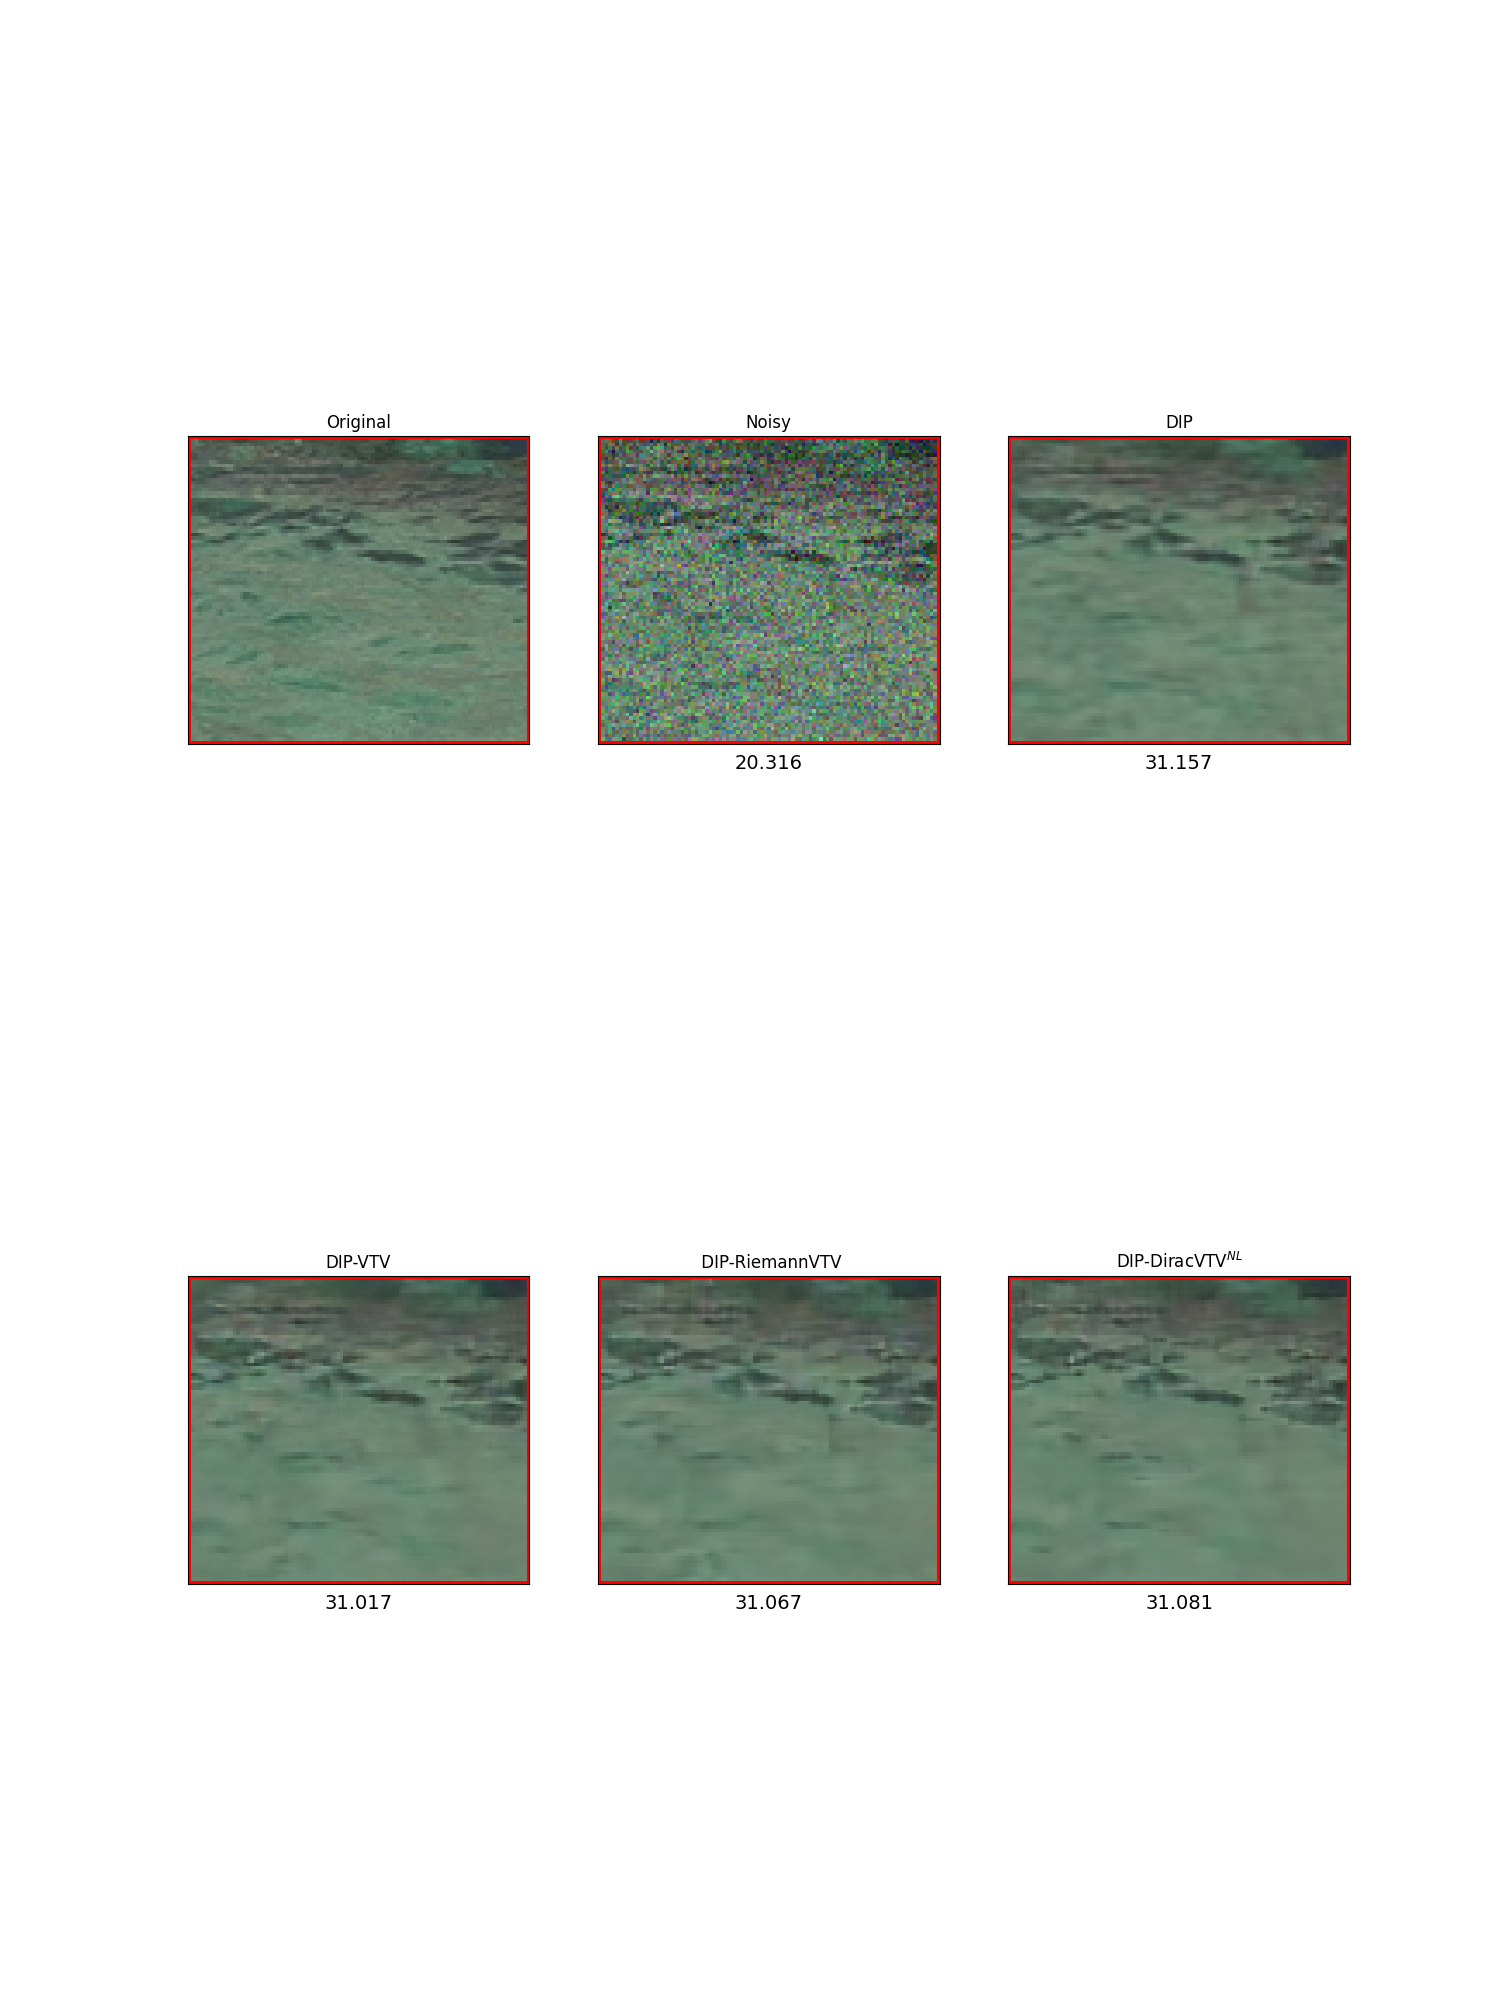 Original
Noisy
DIP
20.316
31.157
DIP-VTV
DIP-RiemannVTV
DIP-DiracVTV^{NL}
31.017
31.067
31.081